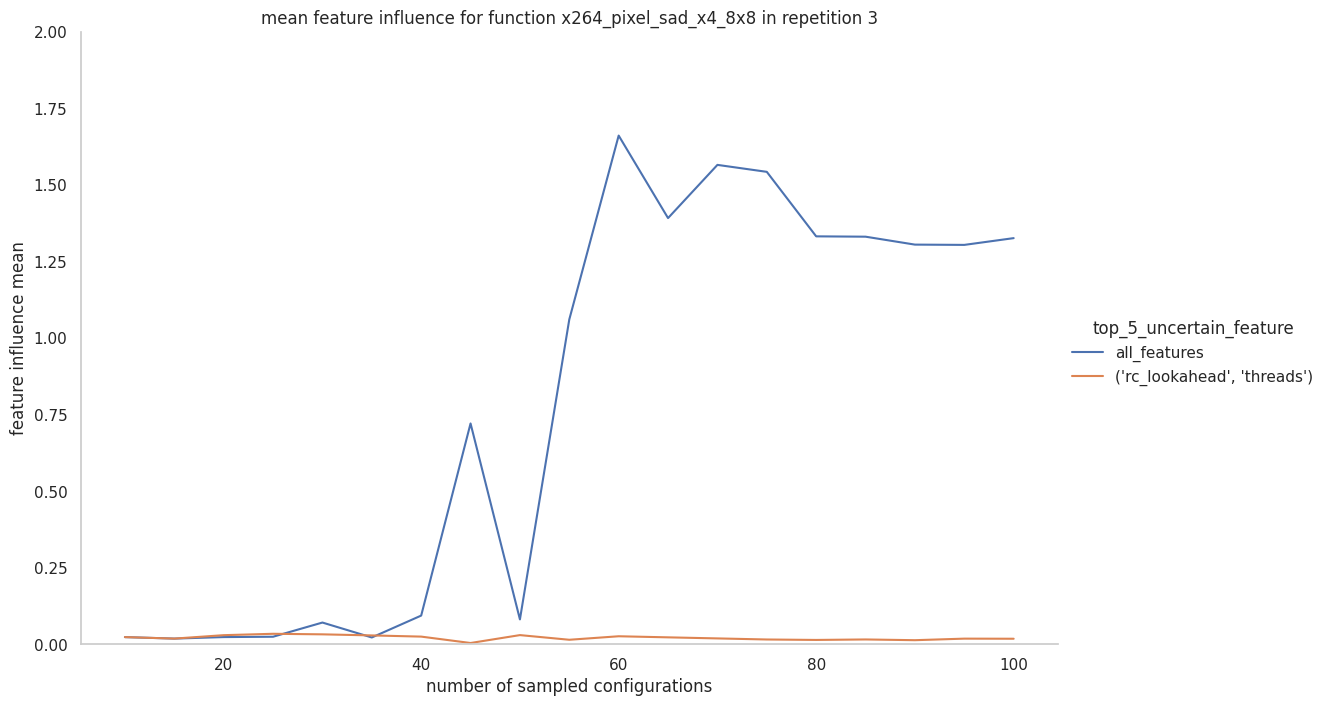 mean feature influence for function x264_pixel_sad_x4_8x8 in repetition 3
2.00
1.75
1.50
1.25
1.00
0.75
0.50
0.25
0.00
feature influence mean
20
40
60
80
100
number of sampled configurations
top_5_uncertain_feature
all_features
('rc_lookahead', 'threads')